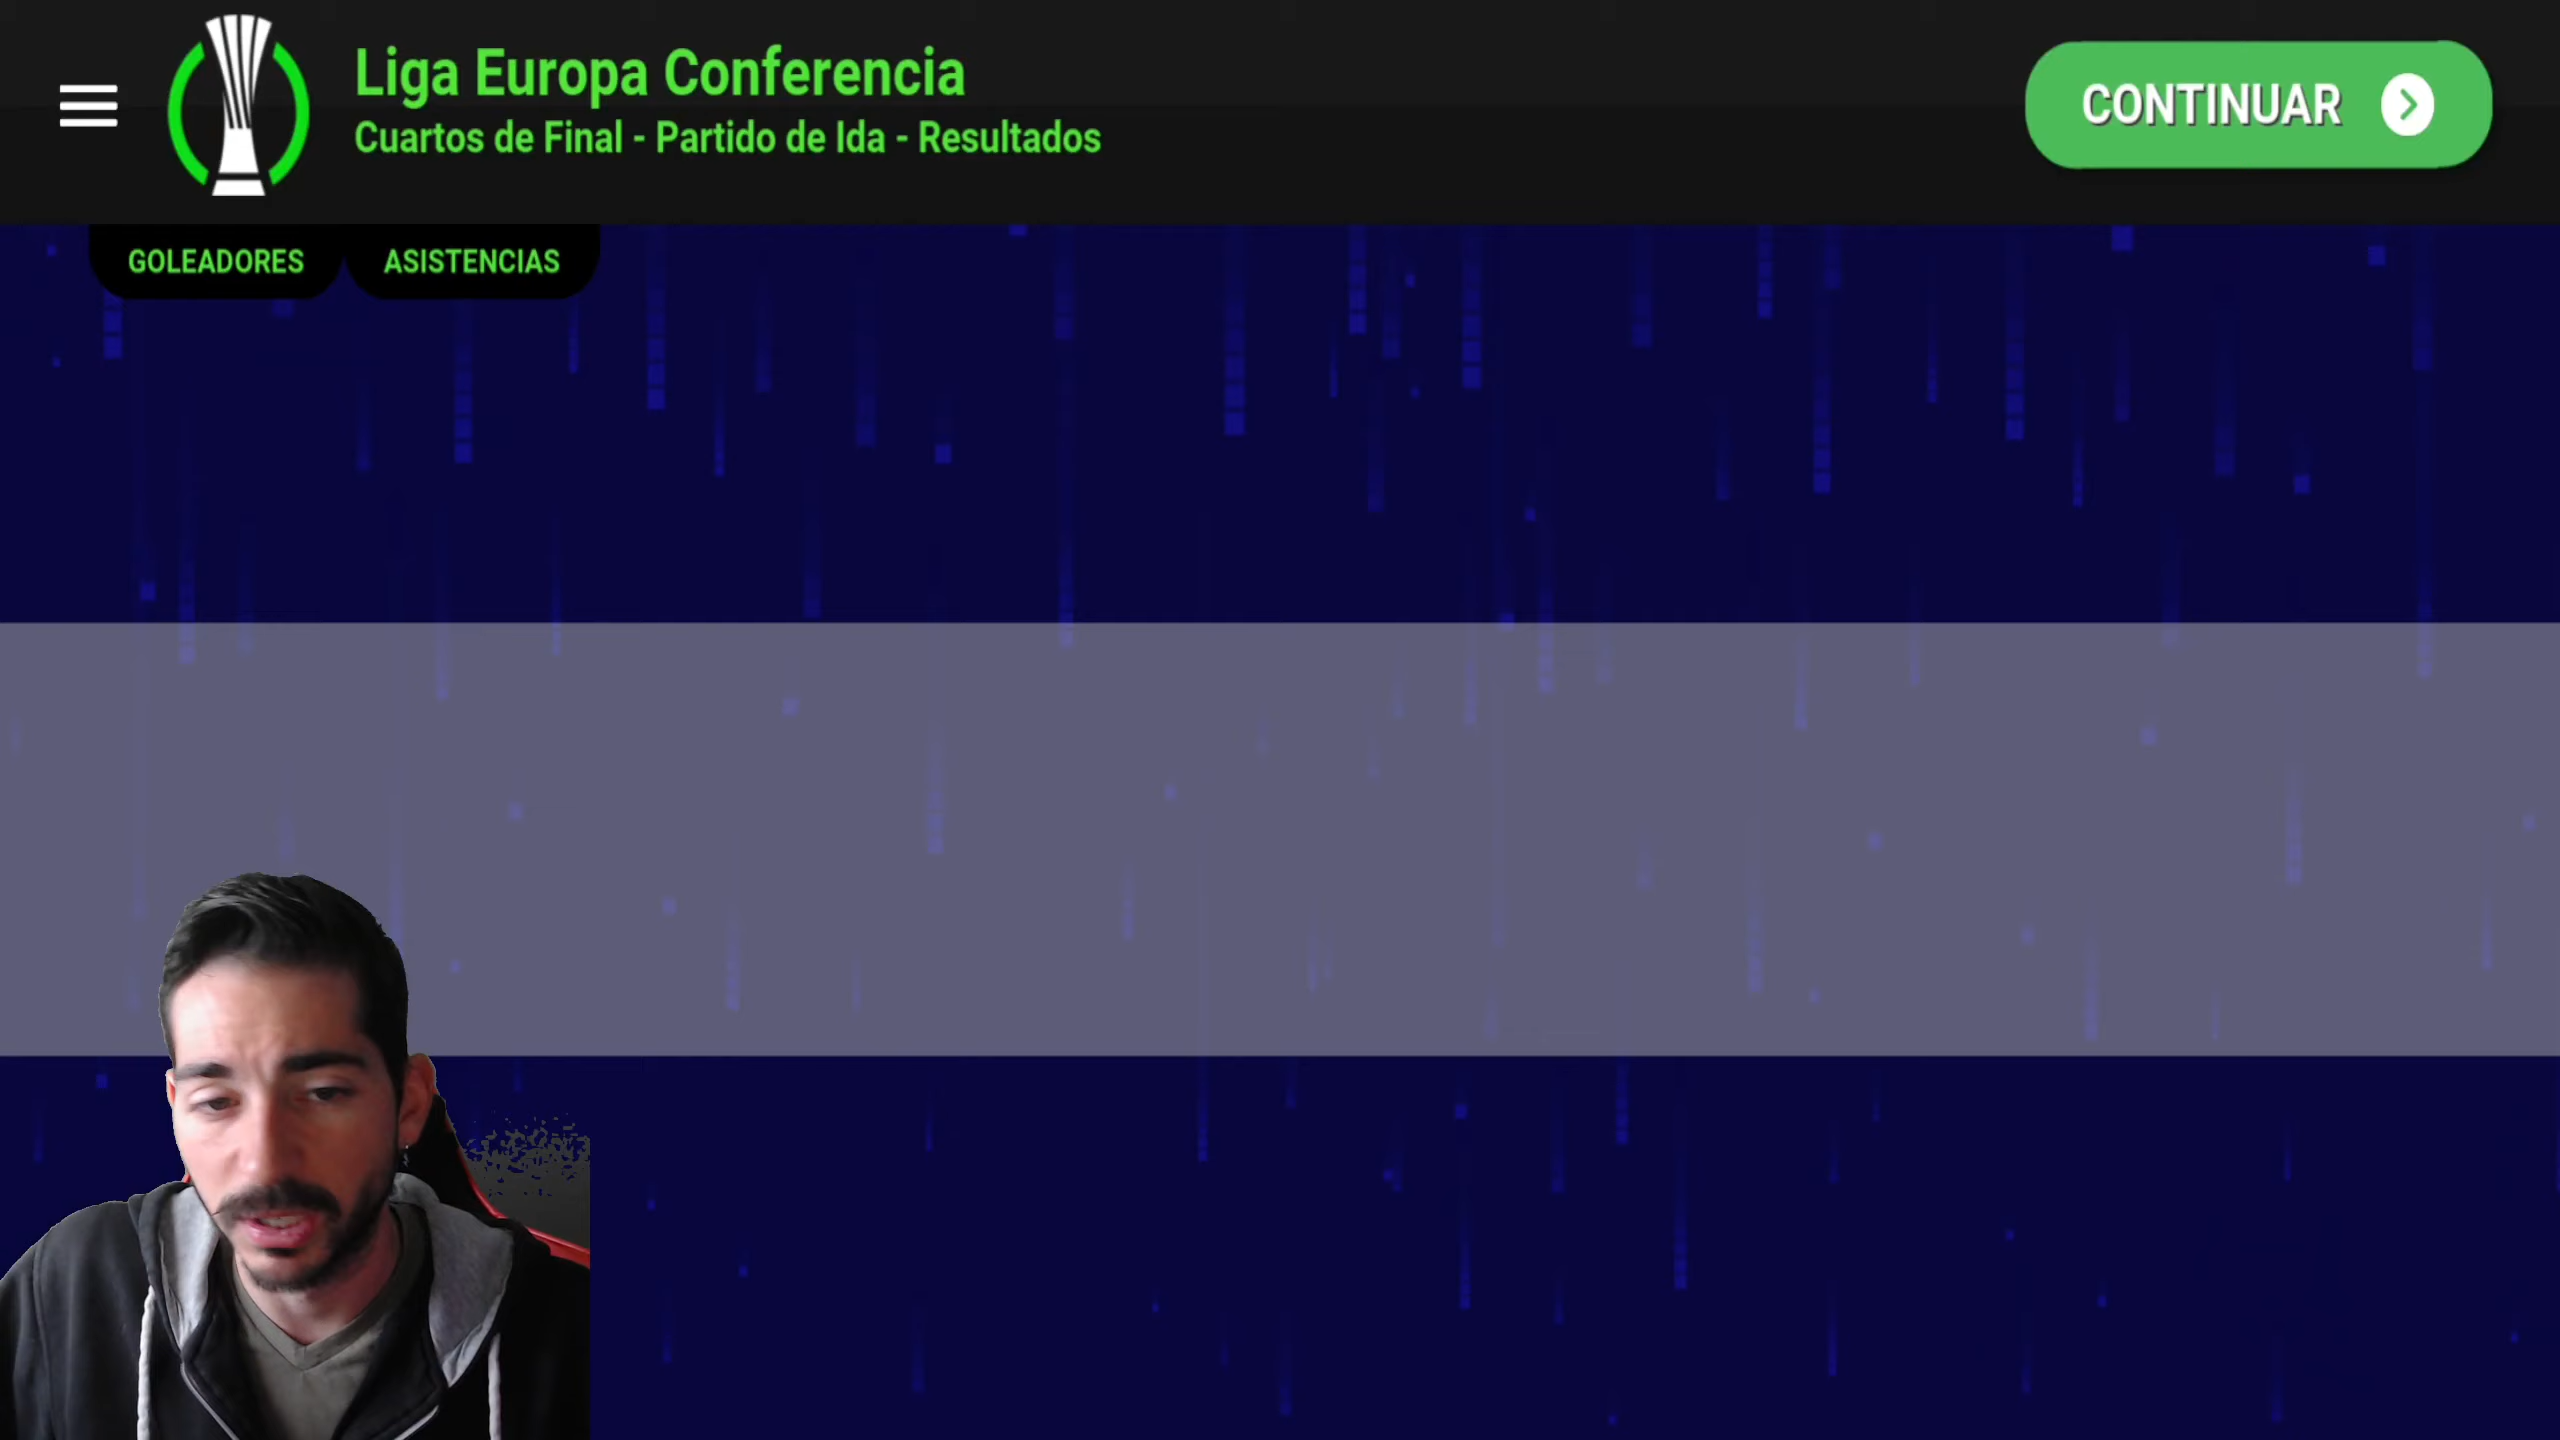 Liga Europa Conferencia
Cuartos de Final - Partido de Ida - Resultados
CONTINUAR
GOLEADORES
ASISTENCIAS